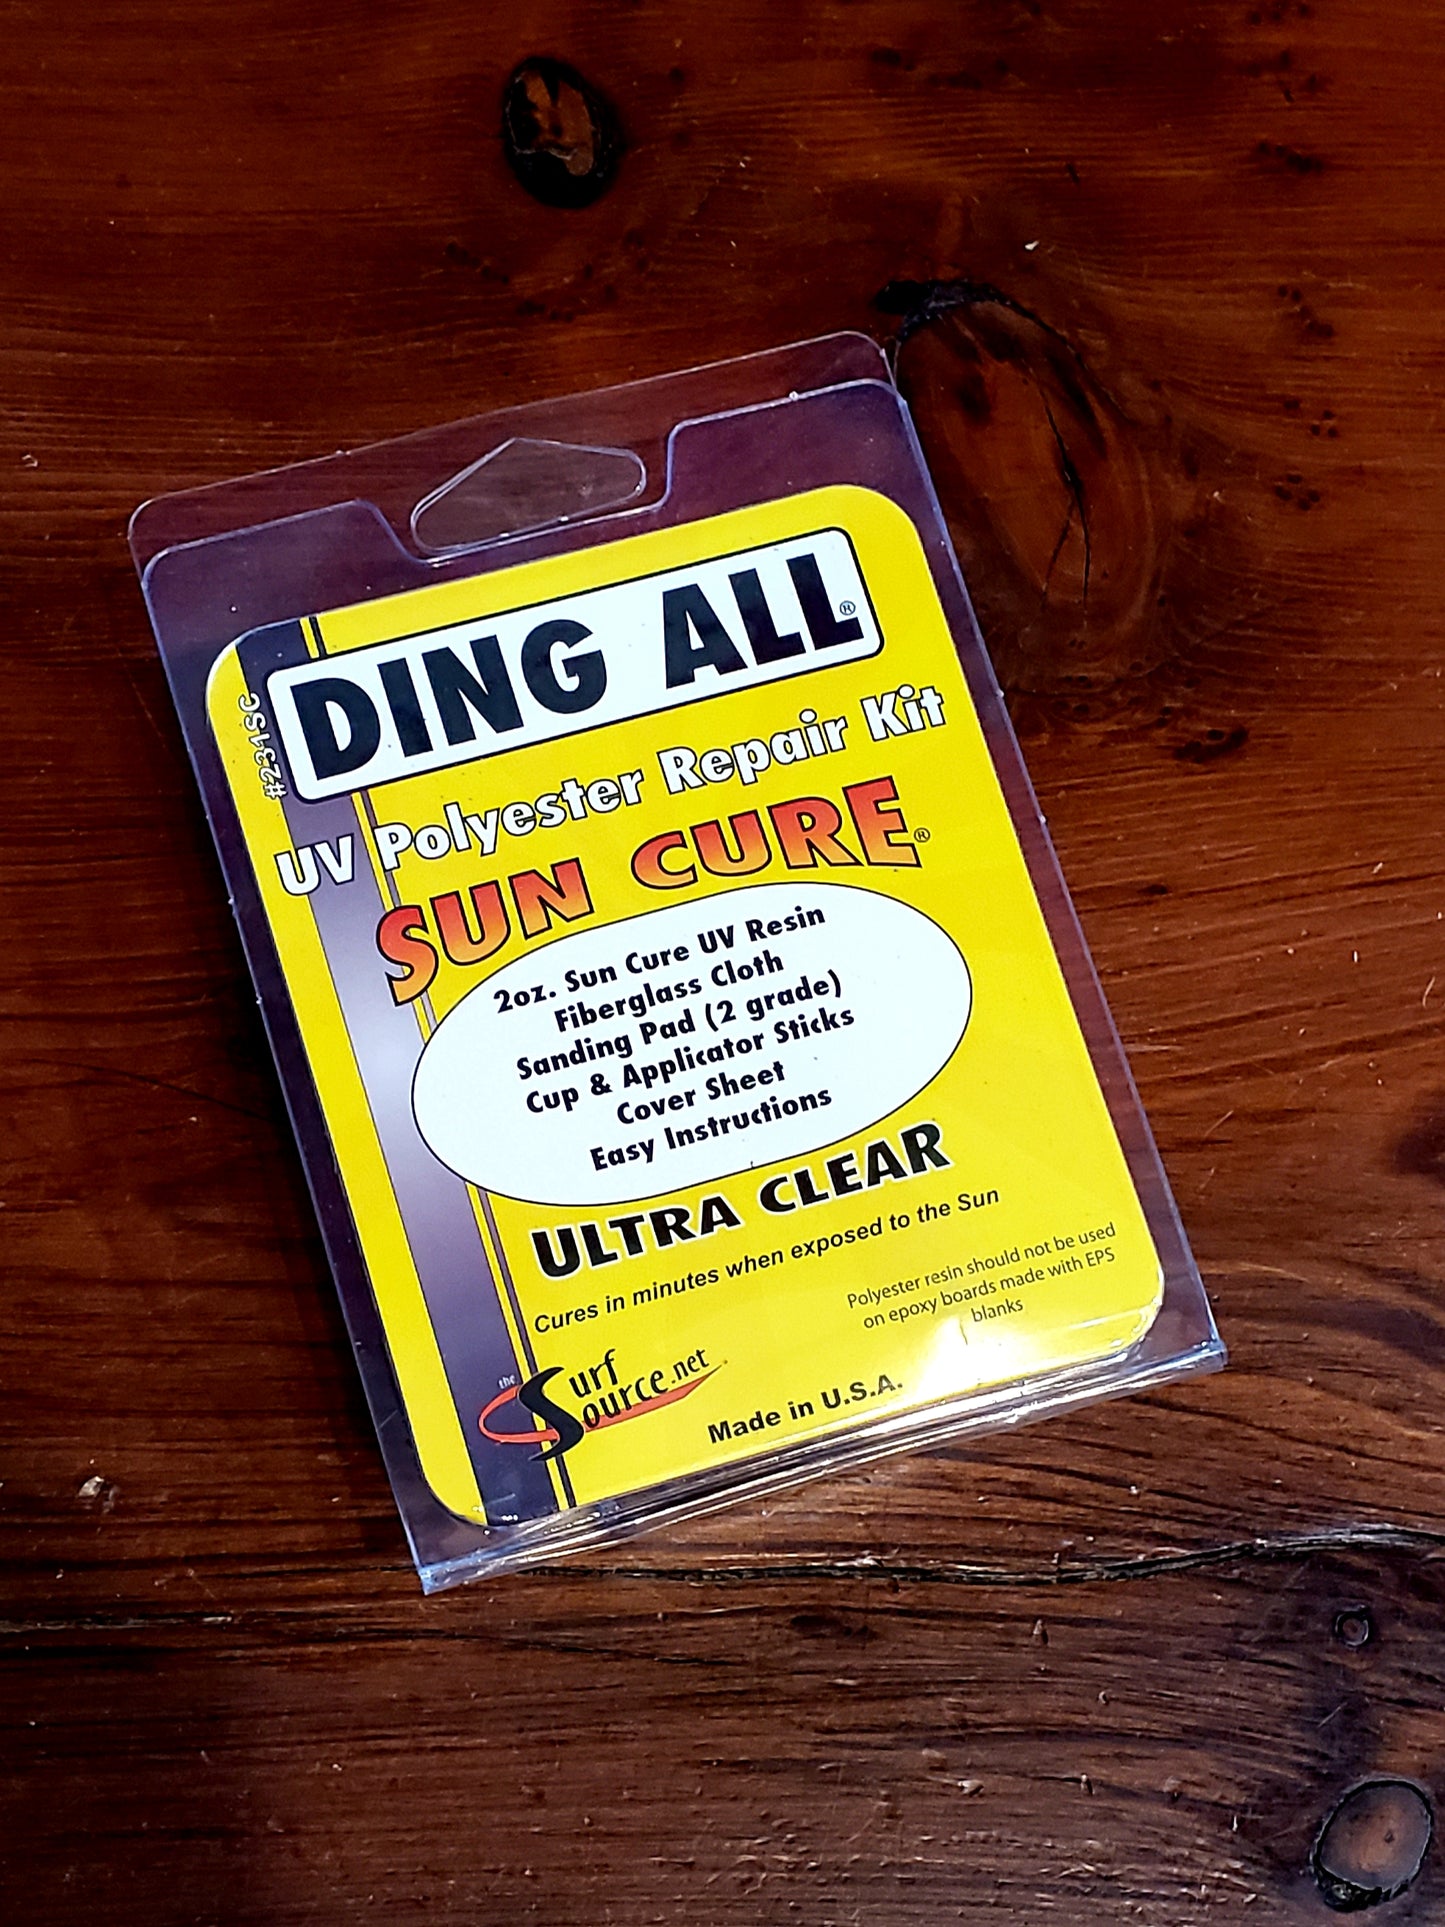 DING ALL®
#231SC
UV Polyester Repair Kit
SUN CURE®
2oz. Sun Cure UV Resin
Fiberglass Cloth
Sanding Pad (2 grade)
Cup & Applicator Sticks
Cover Sheet
Easy Instructions
ULTRA CLEAR
Cures in minutes when exposed to the Sun
Polyester resin should not be used
on epoxy boards made with EPS
blanks
the Surf
Source.net
Made in U.S.A.